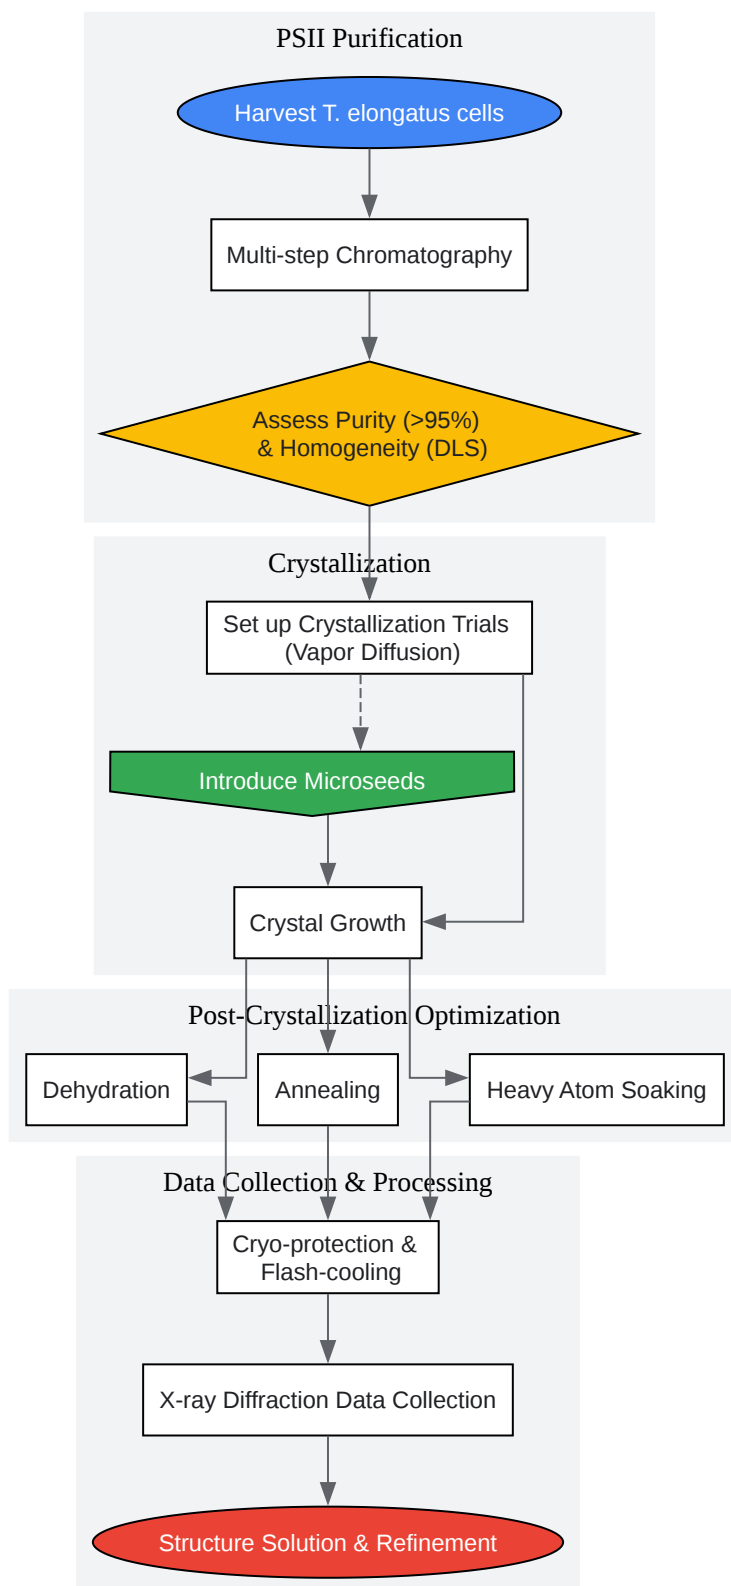 PSII Purification
Harvest T. elongatus cells
Multi-step Chromatography
Assess Purity (>95%)
& Homogeneity (DLS)
Crystallization
Set up Crystallization Trials
(Vapor Diffusion)
Introduce Microseeds
Crystal Growth
Post-Crystallization Optimization
Dehydration
Annealing
Heavy Atom Soaking
Data Collection & Processing
Cryo-protection &
Flash-cooling
X-ray Diffraction Data Collection
Structure Solution & Refinement